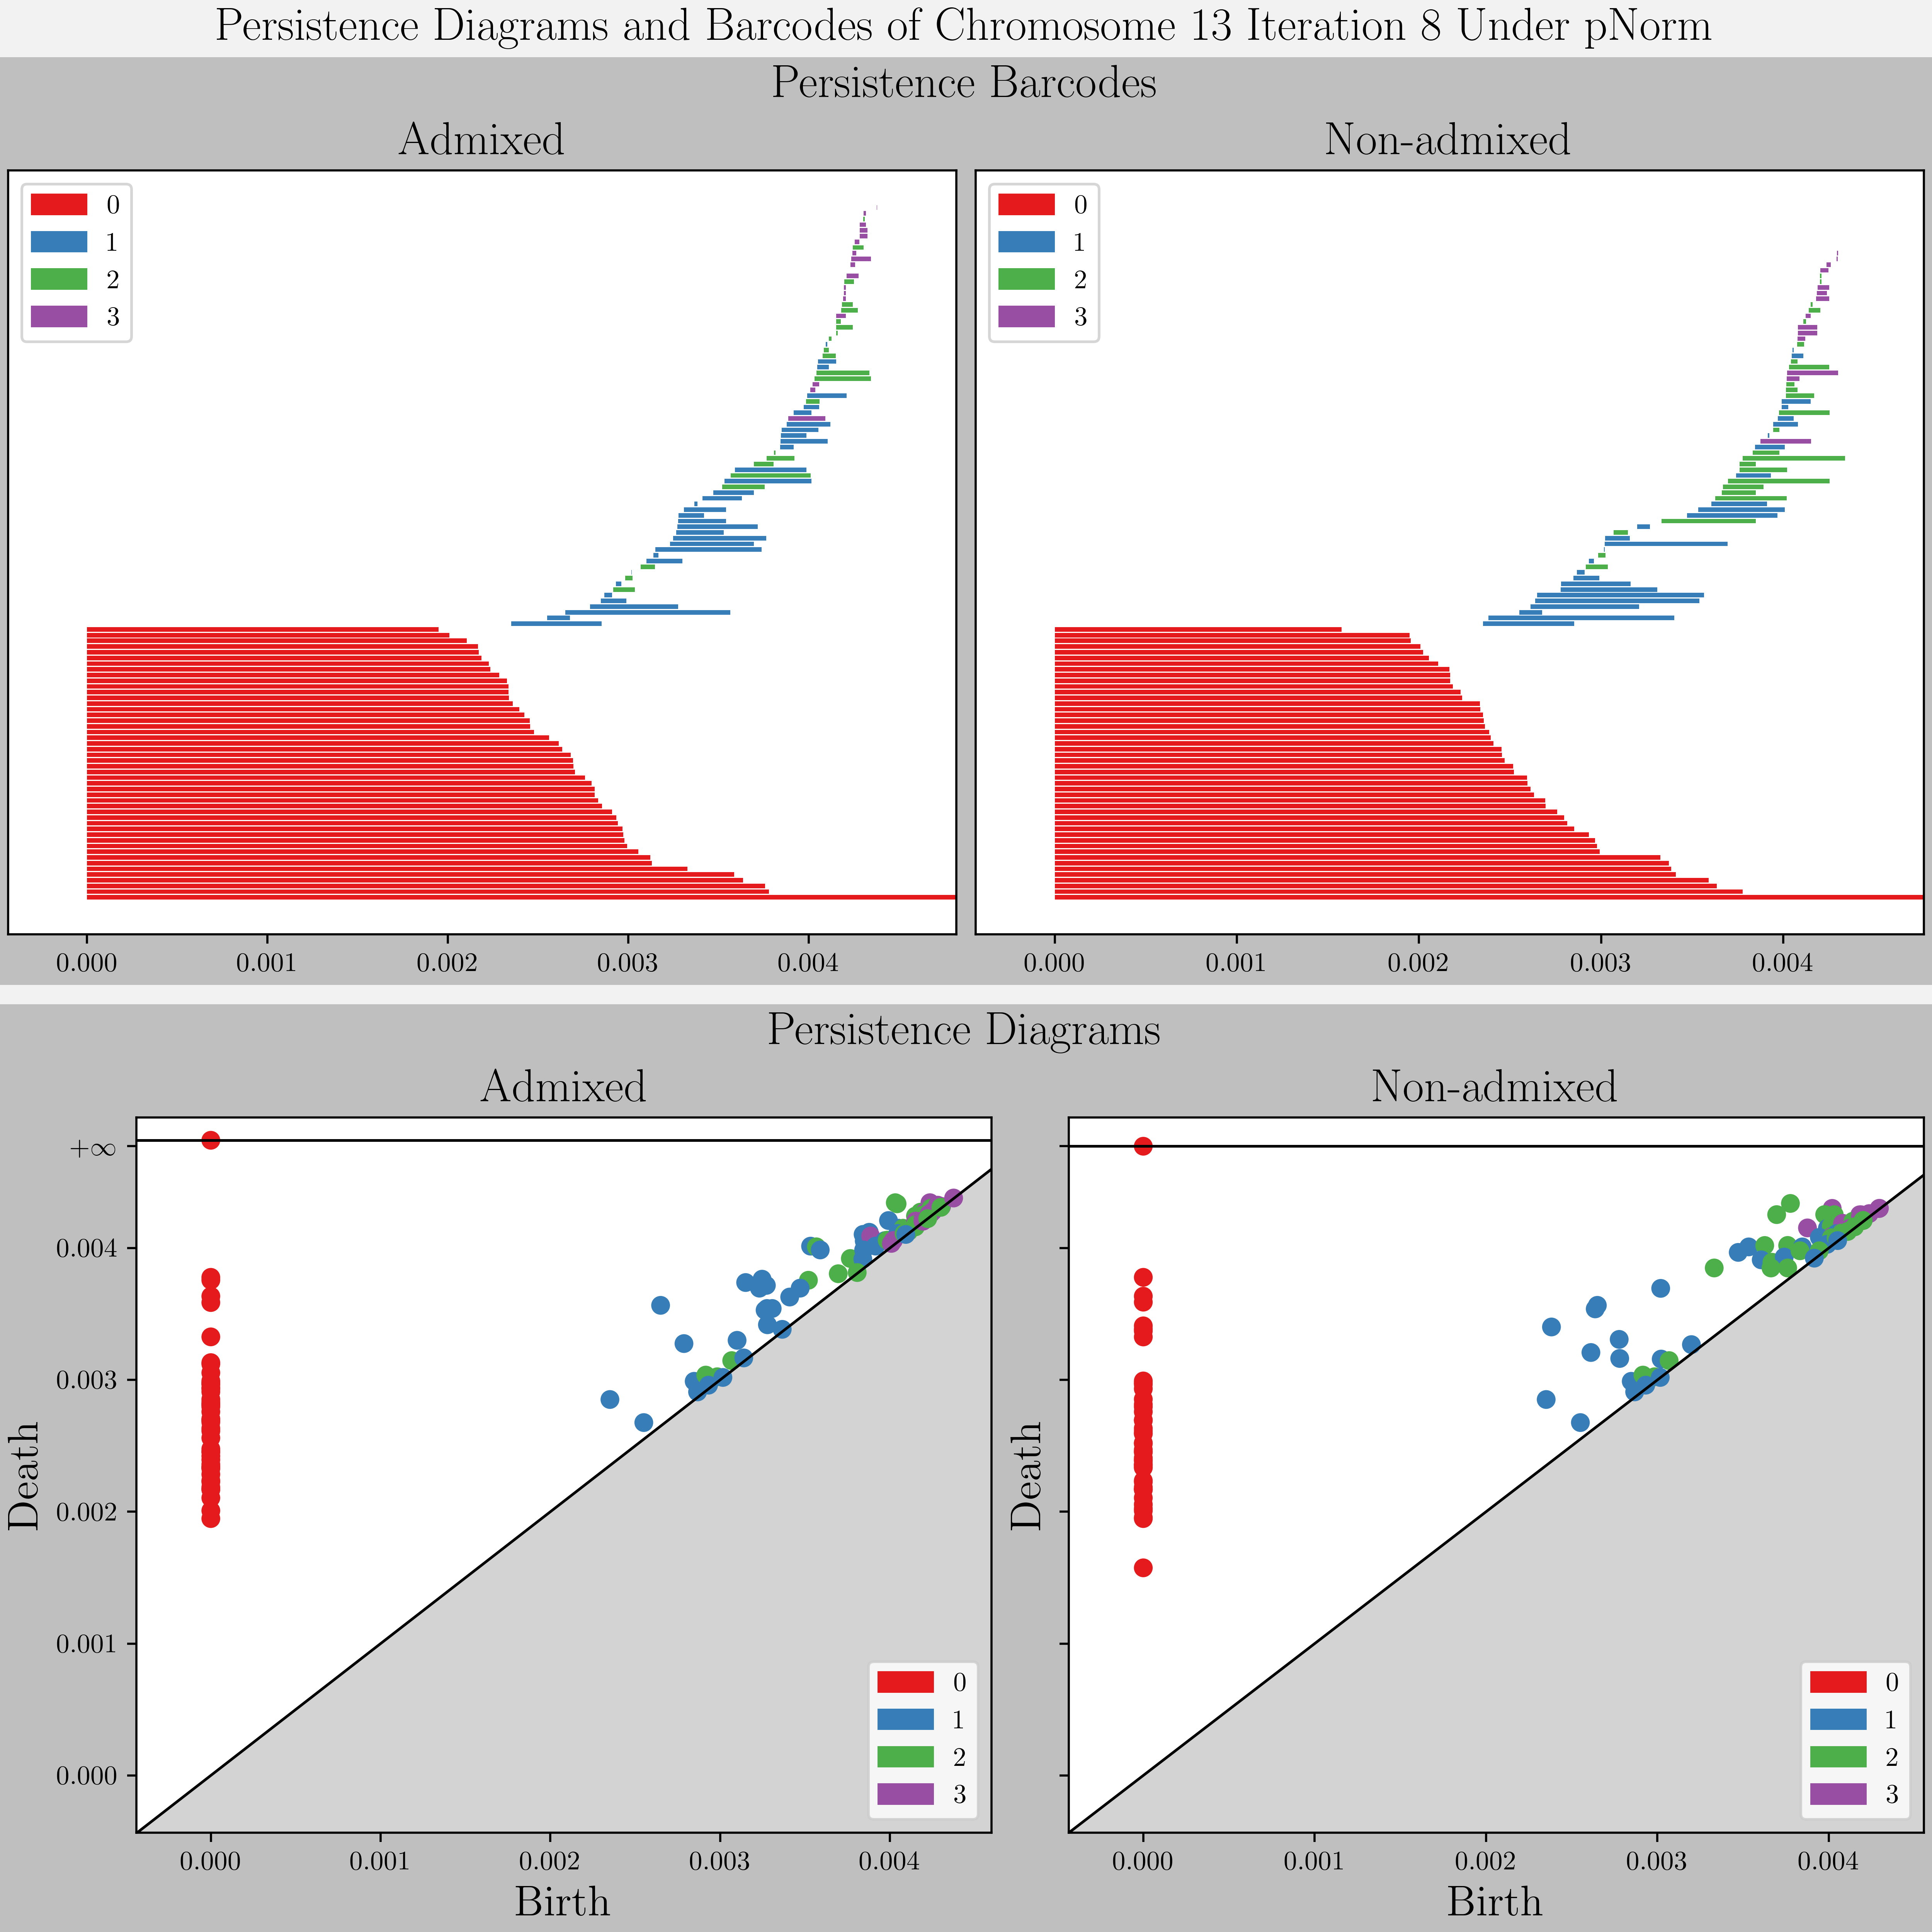 Persistence Diagrams and Barcodes of Chromosome 13 Iteration 8 Under pNorm
Persistence Barcodes
Admixed
Non-admixed
0
1
2
3
0
1
2
3
0.000 0.001 0.002 0.003 0.004
0.000 0.001 0.002 0.003 0.004
Persistence Diagrams
Admixed
Non-admixed
+∞
0.004
0.003
0.002
0.001
0.000
Death
0
1
2
3
0.000 0.001 0.002 0.003 0.004
Birth
Death
0
1
2
3
0.000 0.001 0.002 0.003 0.004
Birth